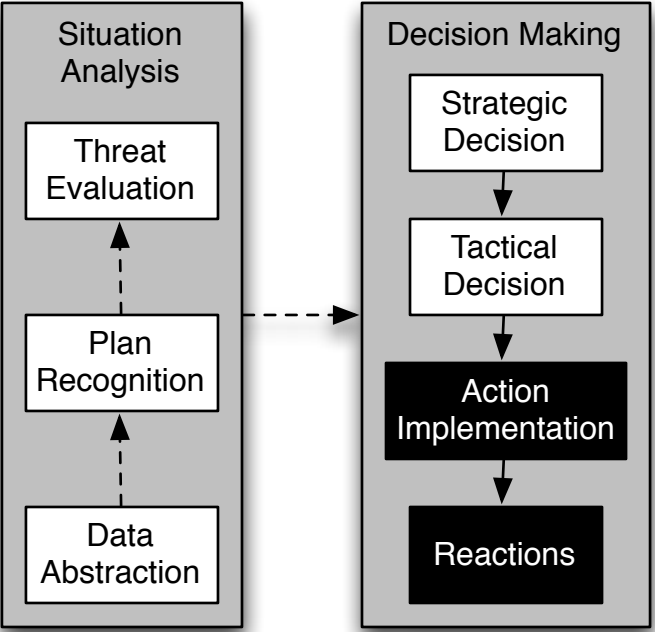 Situation
Analysis
Threat
Evaluation
Plan
Recognition
Data
Abstraction
Decision Making
Strategic
Decision
Tactical
Decision
Action
Implementation
Reactions